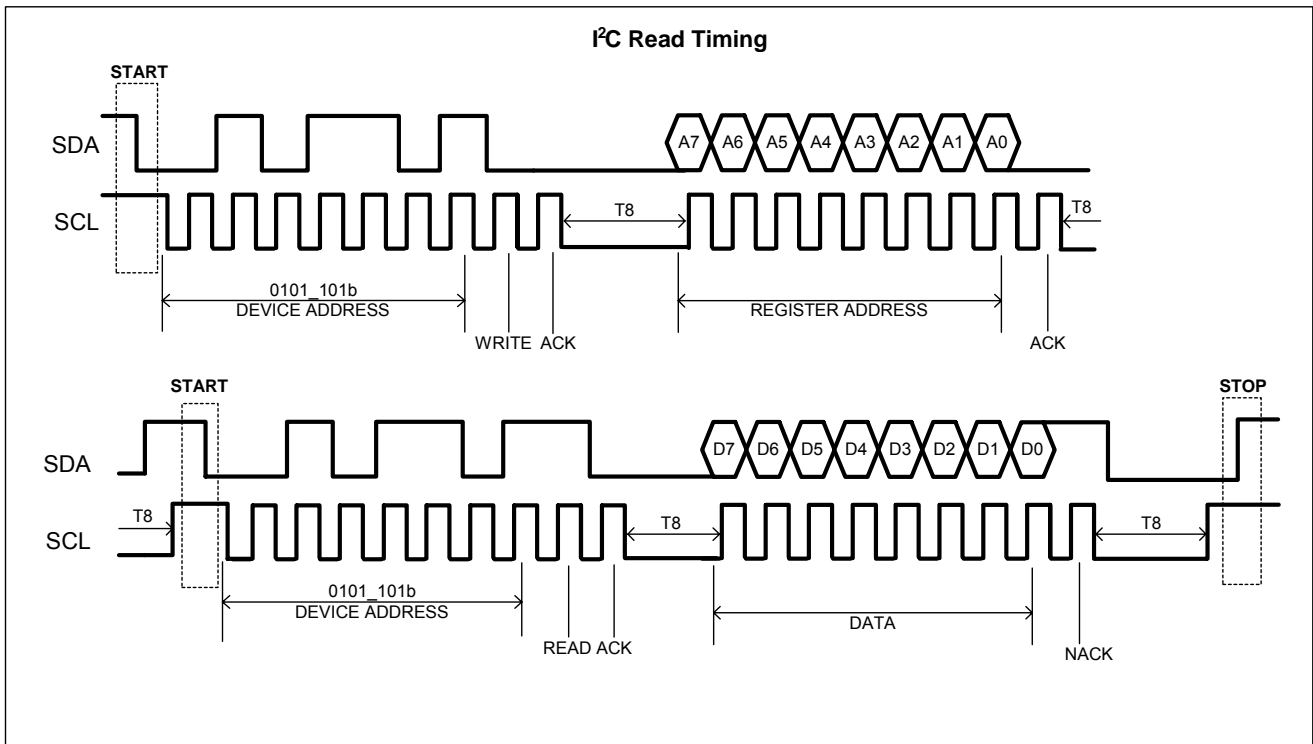 I²C Read Timing
START
SDA
A7 A6 A5 A4 A3 A2 A1 A0
SCL
T8
T8
0101_101b
DEVICE ADDRESS
REGISTER ADDRESS
WRITE ACK
ACK
START
STOP
SDA
D7 D6 D5 D4 D3 D2 D1 D0
SCL
T8
T8
T8
0101_101b
DEVICE ADDRESS
DATA
READ ACK
NACK